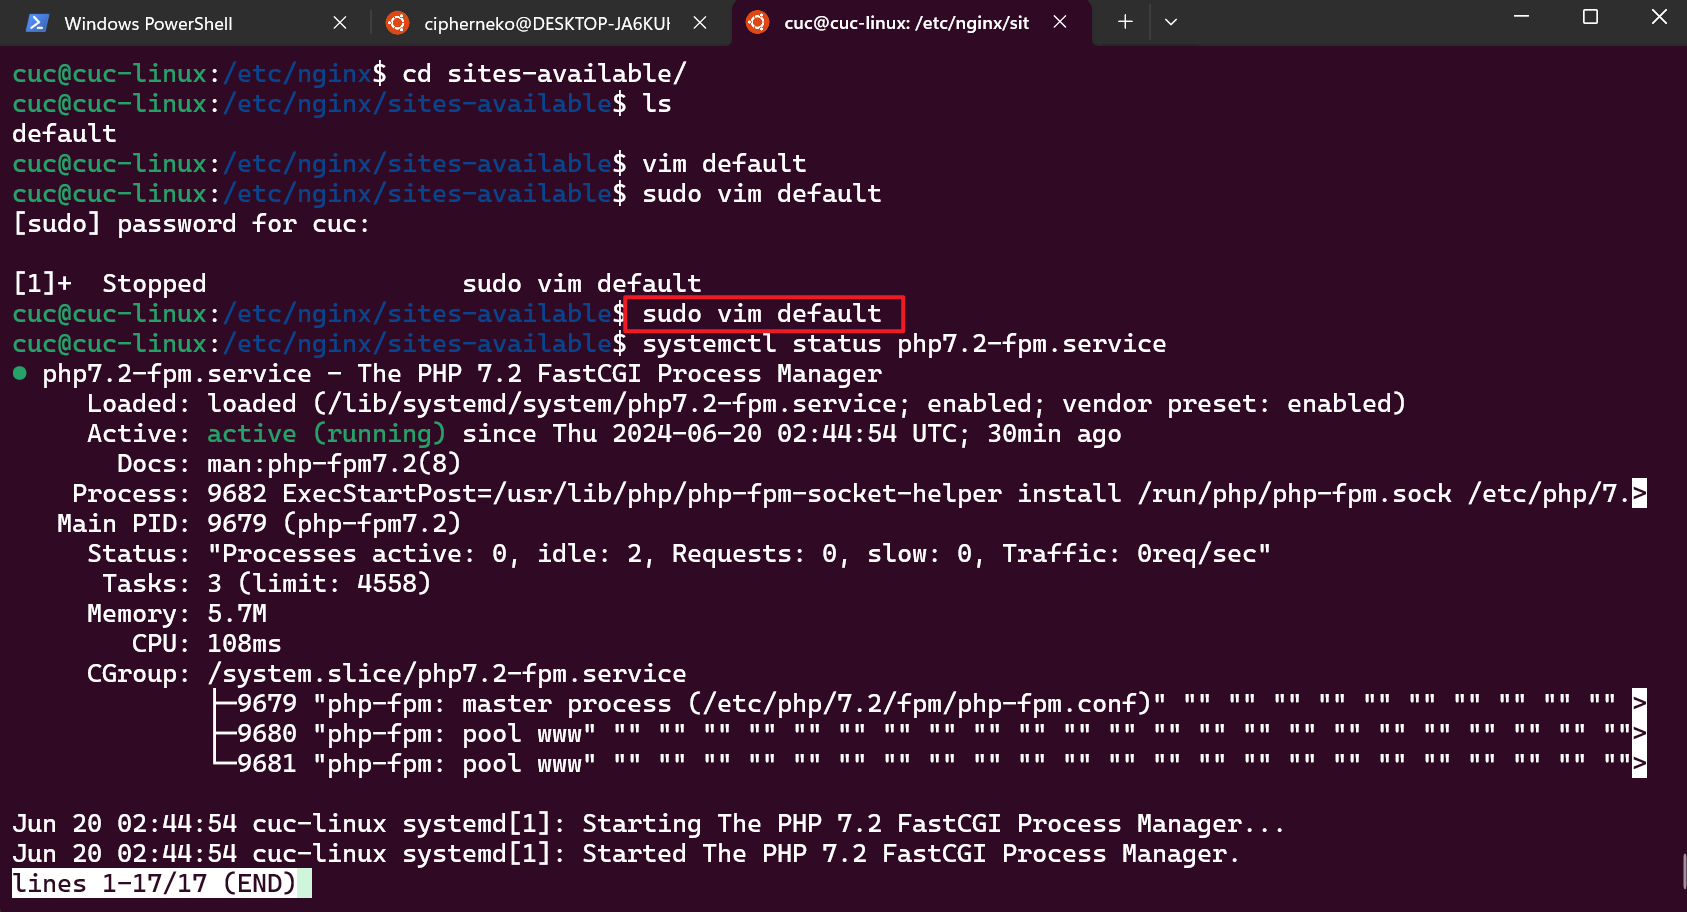 Windows PowerShell
cipherneko@DESKTOP-JA6KU
cuc@cuc-linux: /etc/nginx/sit
cuc@cuc-linux:/etc/nginx$ cd sites-available/
cuc@cuc-linux:/etc/nginx/sites-available$ ls
default
cuc@cuc-linux:/etc/nginx/sites-available$ vim default
cuc@cuc-linux:/etc/nginx/sites-available$ sudo vim default
[sudo] password for cuc:
[1]+  Stopped                 sudo vim default
cuc@cuc-linux:/etc/nginx/sites-available$ sudo vim default
cuc@cuc-linux:/etc/nginx/sites-available$ systemctl status php7.2-fpm.service
● php7.2-fpm.service - The PHP 7.2 FastCGI Process Manager
     Loaded: loaded (/lib/systemd/system/php7.2-fpm.service; enabled; vendor preset: enabled)
     Active: active (running) since Thu 2024-06-20 02:44:54 UTC; 30min ago
       Docs: man:php-fpm7.2(8)
    Process: 9682 ExecStartPost=/usr/lib/php/php-fpm-socket-helper install /run/php/php-fpm.sock /etc/php/7.>
   Main PID: 9679 (php-fpm7.2)
     Status: "Processes active: 0, idle: 2, Requests: 0, slow: 0, Traffic: 0req/sec"
      Tasks: 3 (limit: 4558)
     Memory: 5.7M
        CPU: 108ms
     CGroup: /system.slice/php7.2-fpm.service
             ├─9679 "php-fpm: master process (/etc/php/7.2/fpm/php-fpm.conf)" "" "" "" "" "" "" "" "" "" "" >
             ├─9680 "php-fpm: pool www" "" "" "" "" "" "" "" "" "" "" "" "" "" "" "" "" "" "" "" "" "" "" "">
             └─9681 "php-fpm: pool www" "" "" "" "" "" "" "" "" "" "" "" "" "" "" "" "" "" "" "" "" "" "" "">
Jun 20 02:44:54 cuc-linux systemd[1]: Starting The PHP 7.2 FastCGI Process Manager...
Jun 20 02:44:54 cuc-linux systemd[1]: Started The PHP 7.2 FastCGI Process Manager.
lines 1-17/17 (END)